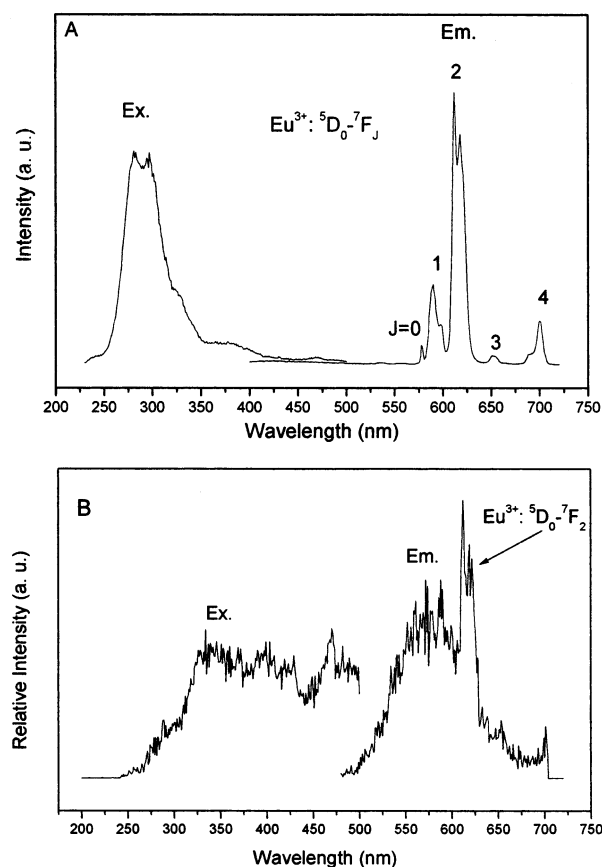 A
Em.
2
Ex.
Eu³⁺: ⁵D₀-⁷F_J
1
4
J=0
3
Intensity (a. u.)
200 250 300 350 400 450 500 550 600 650 700 750
Wavelength (nm)
B
Eu³⁺: ⁵D₀-⁷F₂
Em.
Ex.
Relative Intensity (a. u.)
200 250 300 350 400 450 500 550 600 650 700 750
Wavelength (nm)